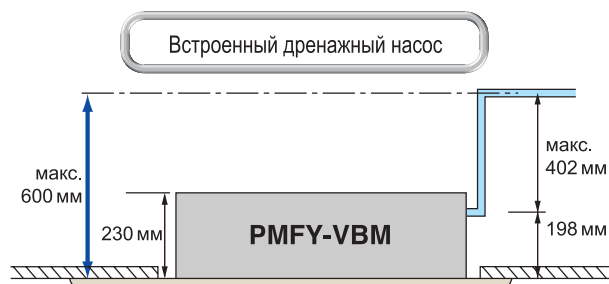 Встроенный дренажный насос
макс.
600 мм
230 мм
PMFY-VBM
макс.
402 мм
198 мм